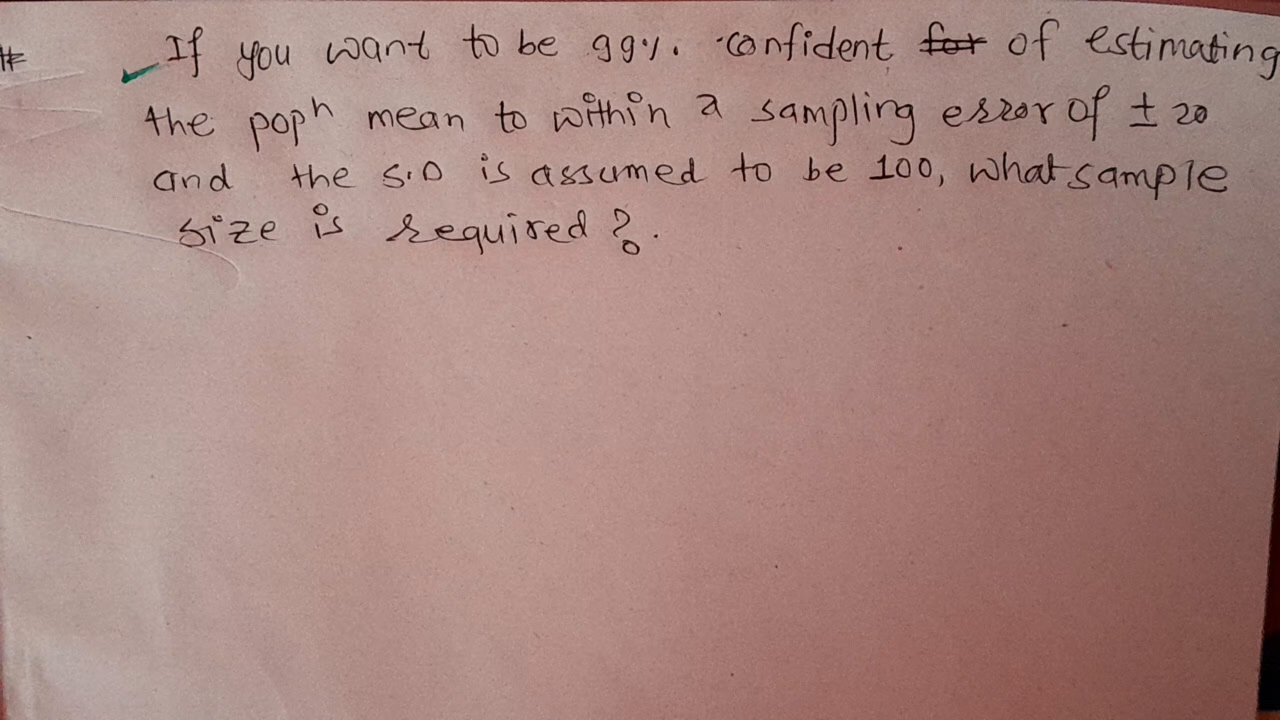 If you want to be 99%. confident for of estimating
the popn mean to within a sampling error of ± 20
and the S.D is assumed to be 100, what sample
size is required ?.